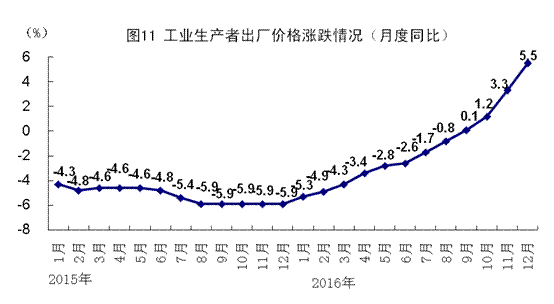 图11 工业生产者出厂价格涨跌情况（月度同比）
(%)
6
4
2
0
-2
-4
-6
-8
-4.3 -4.8 -4.6 -4.6 -4.6 -4.8 -5.4 -5.9 -5.9 -5.9 -5.9 -5.9 -5.3 -4.9 -4.3 -3.4 -2.8 -2.6 -1.7 -0.8 0.1 1.2 3.3 5.5
1月 2月 3月 4月 5月 6月 7月 8月 9月 10月 11月 12月 1月 2月 3月 4月 5月 6月 7月 8月 9月 10月 11月 12月
2015年 2016年